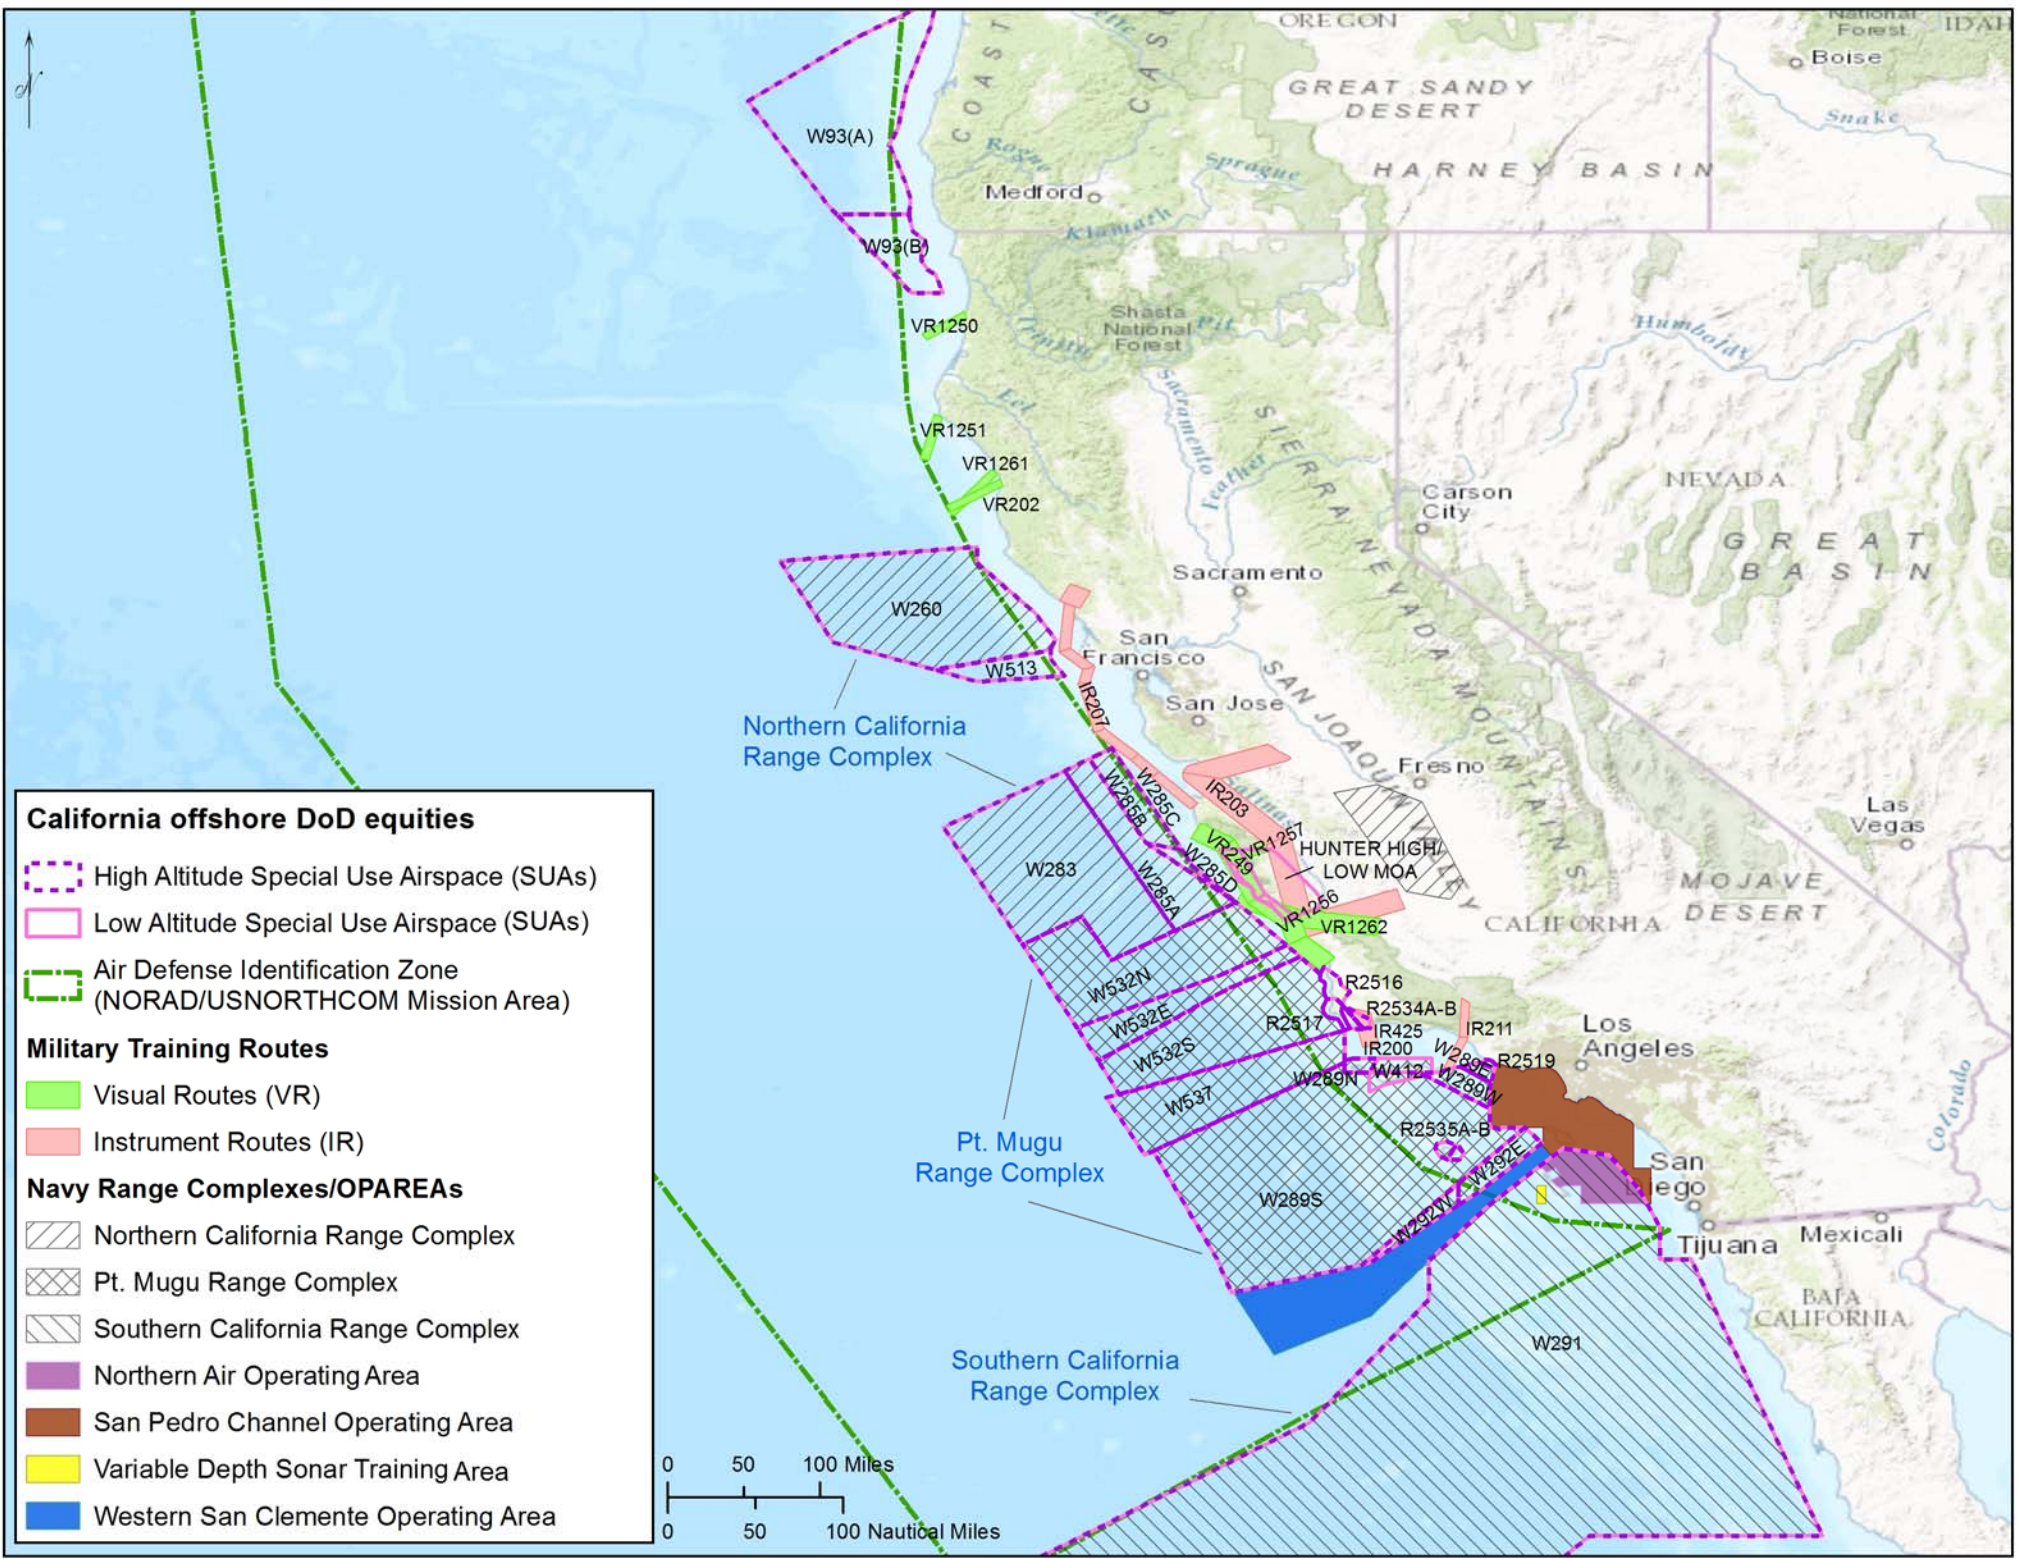 N
COAST
CAS
OREGON
National
Forest
IDAH
Boise
GREAT SANDY
DESERT
Snake
W93(A)
Rogue
Sprague
HARNEY BASIN
Medford
Klamath
W93(B)
VR1250
Shasta
National
Forest
Pit
Trinity
Humboldt
Eel
Sacramento
VR1251
Feather
SIERRA NEVADA MOUNTAINS
VR1261
VR202
Carson
City
NEVADA
GREAT
BASIN
Sacramento
W260
San
Francisco
W513
IR207
San Jose
SAN JOAQUIN VALLEY
Northern California
Range Complex
Fresno
Las
Vegas
W285C
W285B
IR203
Salinas
VR1257
VR249
HUNTER HIGH/
LOW MOA
W283
W285A
W285D
MOJAVE
DESERT
VR1256
VR1262
CALIFORNIA
W532N
R2516
W532E
R2534A-B
R2517
IR425
IR211
Los
Angeles
W532S
IR200
W289E
R2519
W289N
W412
W289W
Colorado
W537
R2535A-B
Pt. Mugu
Range Complex
W292E
San
Diego
W289S
W292W
Tijuana
Mexicali
BAJA
CALIFORNIA
W291
Southern California
Range Complex
California offshore DoD equities
High Altitude Special Use Airspace (SUAs)
Low Altitude Special Use Airspace (SUAs)
Air Defense Identification Zone
(NORAD/USNORTHCOM Mission Area)
Military Training Routes
Visual Routes (VR)
Instrument Routes (IR)
Navy Range Complexes/OPAREAs
Northern California Range Complex
Pt. Mugu Range Complex
Southern California Range Complex
Northern Air Operating Area
San Pedro Channel Operating Area
Variable Depth Sonar Training Area
Western San Clemente Operating Area
0 50 100 Miles
0 50 100 Nautical Miles